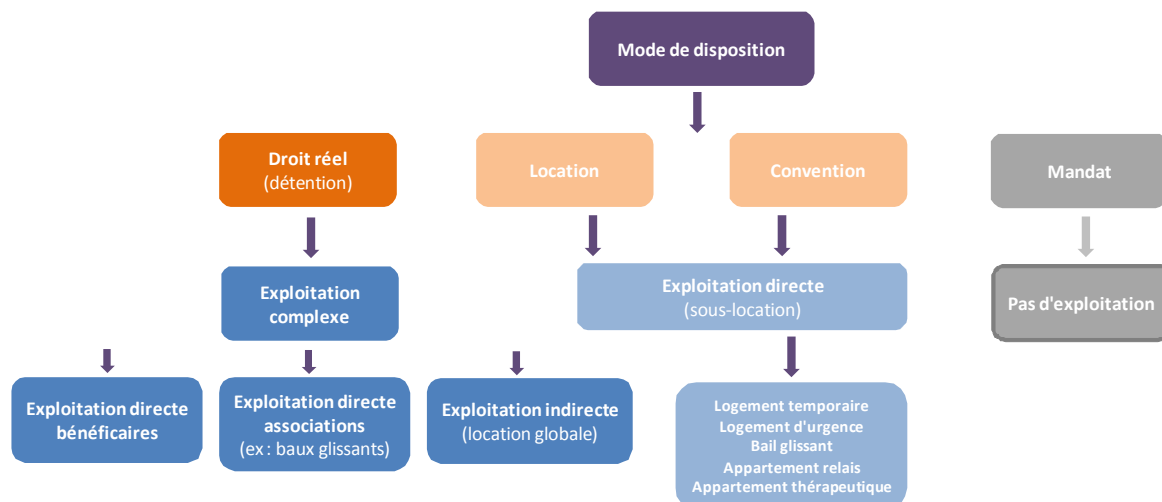 Mode de disposition
Droit réel
(détention)
Location
Convention
Mandat
Exploitation
complexe
Exploitation directe
(sous-location)
Pas d'exploitation
Exploitation directe
bénéficaires
Exploitation directe
associations
(ex : baux glissants)
Exploitation indirecte
(location globale)
Logement temporaire
Logement d'urgence
Bail glissant
Appartement relais
Appartement thérapeutique